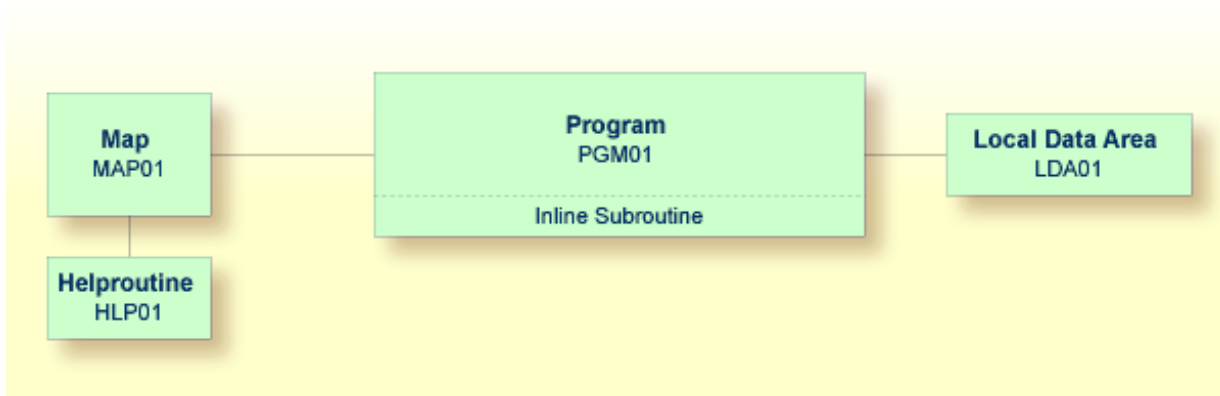 Map
MAP01
Program
PGM01
Inline Subroutine
Local Data Area
LDA01
Helproutine
HLP01